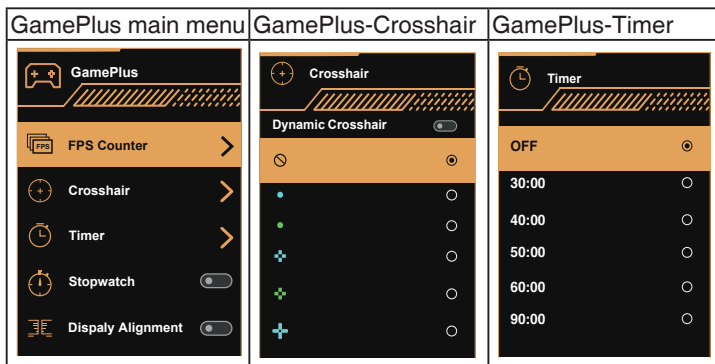 GamePlus main menu
GamePlus-Crosshair
GamePlus-Timer
GamePlus
FPS
FPS Counter
Crosshair
Timer
Stopwatch
Dispaly Alignment
Crosshair
Dynamic Crosshair
Timer
OFF
30:00
40:00
50:00
60:00
90:00